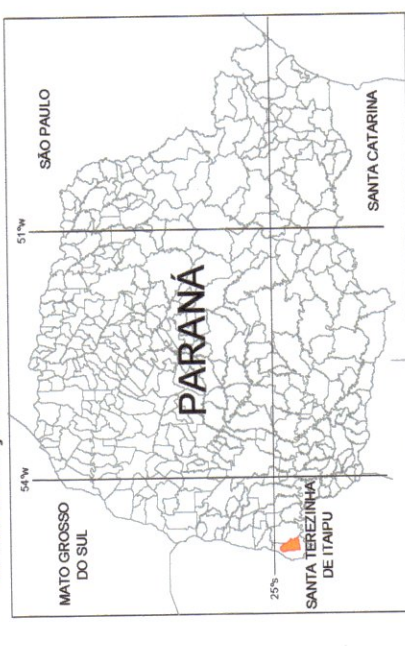 51°W
54°W
SÃO PAULO
MATO GROSSO
DO SUL
PARANÁ
25°S
SANTA TEREZINHA
DE ITAIPU
SANTA CATARINA